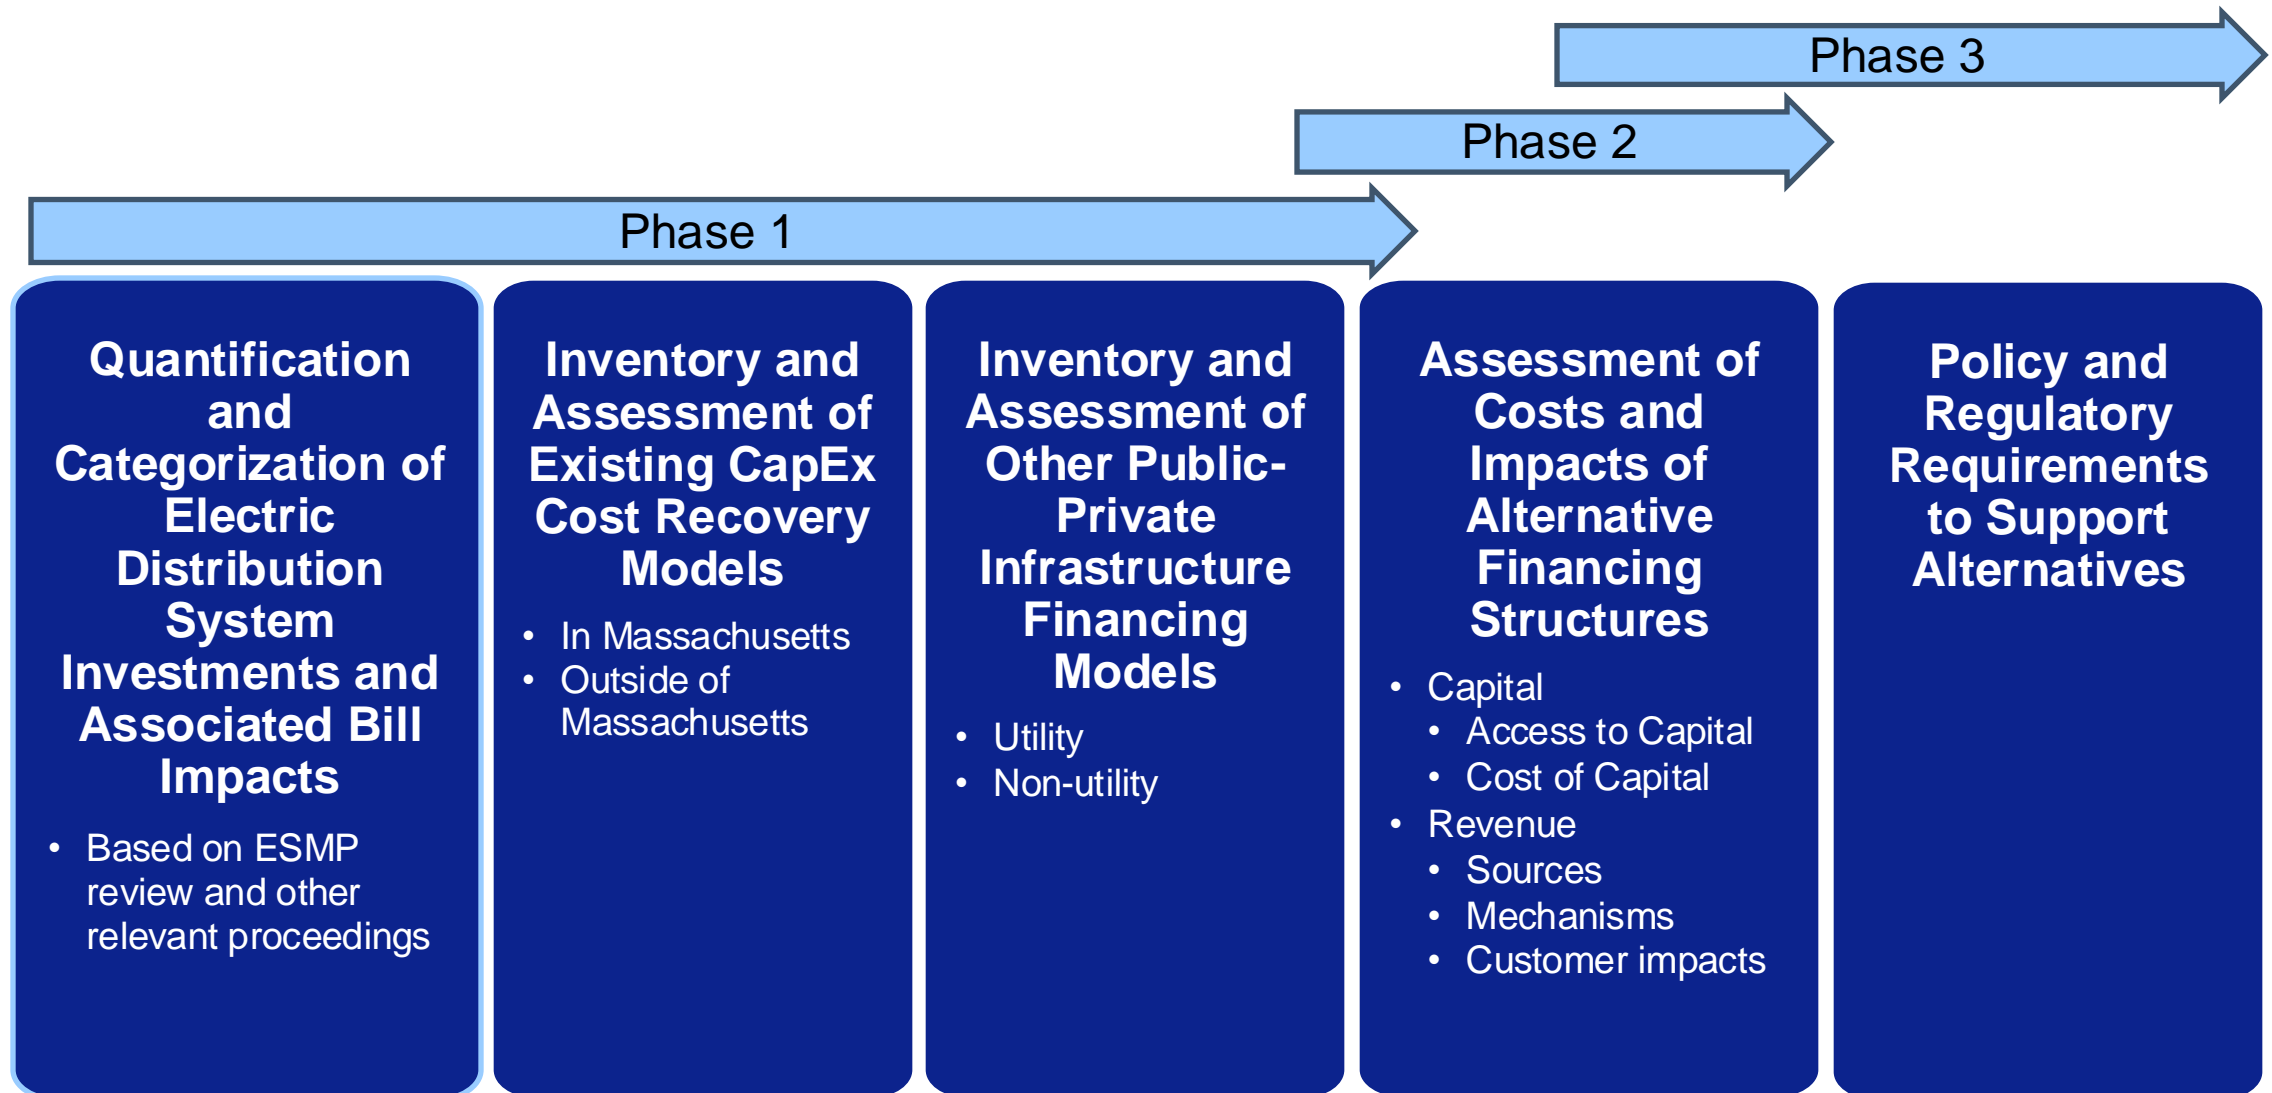 Phase 3
Phase 2
Phase 1
Quantification
and
Categorization of
Electric
Distribution
System
Investments and
Associated Bill
Impacts
• Based on ESMP
review and other
relevant proceedings
Inventory and
Assessment of
Existing CapEx
Cost Recovery
Models
• In Massachusetts
• Outside of
Massachusetts
Inventory and
Assessment of
Other Public-
Private
Infrastructure
Financing
Models
• Utility
• Non-utility
Assessment of
Costs and
Impacts of
Alternative
Financing
Structures
• Capital
• Access to Capital
• Cost of Capital
• Revenue
• Sources
• Mechanisms
• Customer impacts
Policy and
Regulatory
Requirements
to Support
Alternatives